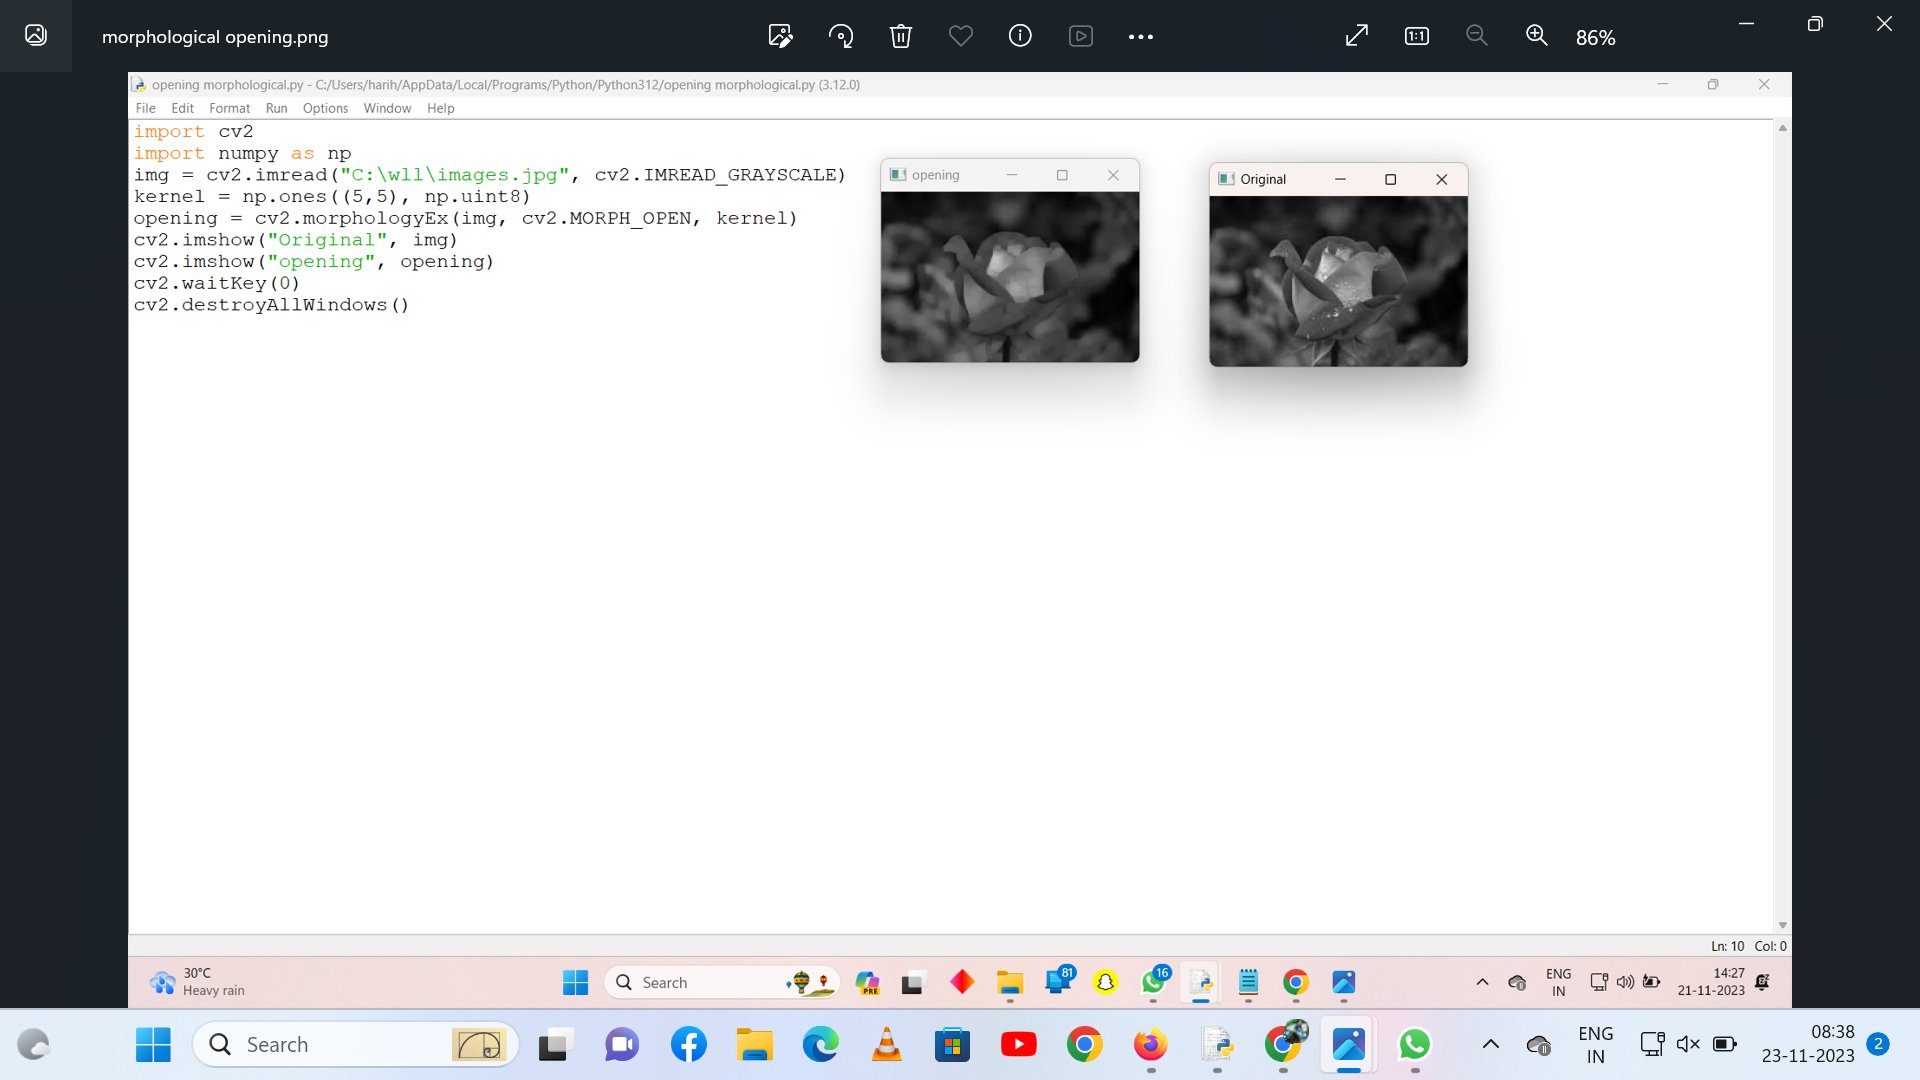 morphological opening.png
86%
opening morphological.py - C:/Users/harih/AppData/Local/Programs/Python/Python312/opening morphological.py (3.12.0)
File Edit Format Run Options Window Help
import cv2
import numpy as np
img = cv2.imread("C:\wll\images.jpg", cv2.IMREAD_GRAYSCALE)
kernel = np.ones((5,5), np.uint8)
opening = cv2.morphologyEx(img, cv2.MORPH_OPEN, kernel)
cv2.imshow("Original", img)
cv2.imshow("opening", opening)
cv2.waitKey(0)
cv2.destroyAllWindows()
opening
Original
Ln: 10 Col: 0
30°C
Heavy rain
Search
PRE
81
16
ENG
IN
14:27
21-11-2023
Search
ENG
IN
08:38
23-11-2023
2